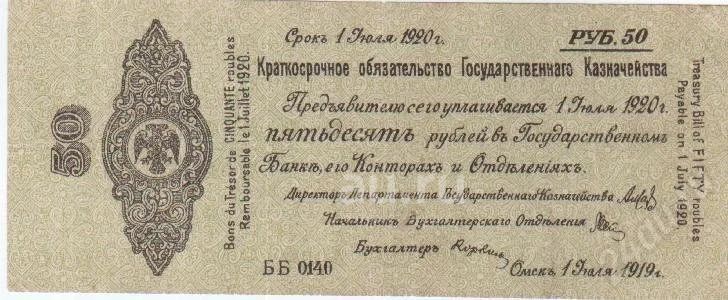 Срокъ 1 Іюля 1920 г.
РУБ. 50
Краткосрочное обязательство Государственнаго Казначейства
Предъявителю сего уплачивается 1 Іюля 1920 г.
пятьдесятъ рублей въ Государственномъ
Банкѣ, его Конторахъ и Отдѣленіяхъ.
Директоръ Департамента Государственнаго Казначейства
Начальникъ Бухгалтерскаго Отдѣленія
Бухгалтеръ
ББ 0140
Омскъ, 1 Іюля 1919 г.
50
Bons du Trésor de CINQUANTE roubles
Remboursable le 1 Juillet 1920.
Treasury Bill of FIFTY roubles
Payable on 1 July 1920